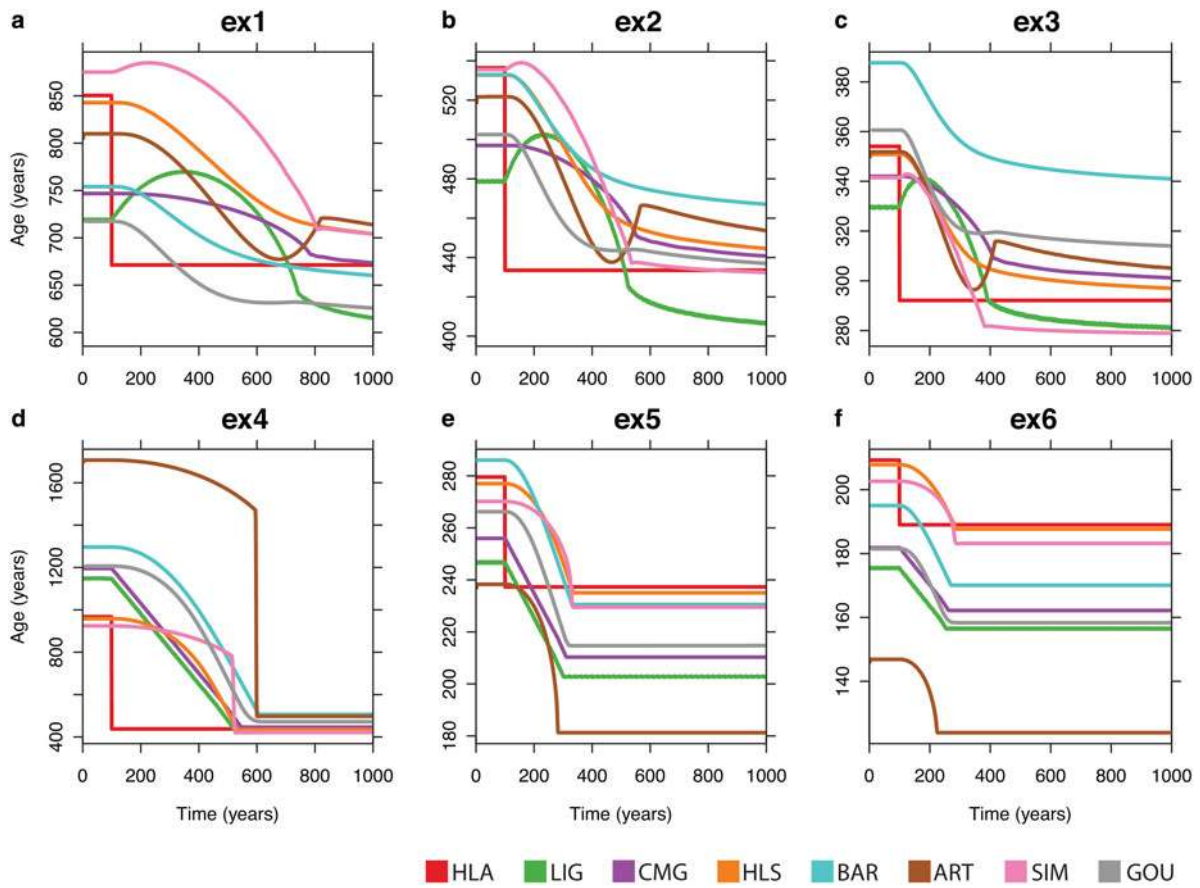 a ex1 b ex2 c ex3
Age (years)
600 650 700 750 800 850
400 440 480 520
280 300 320 340 360 380
0 200 400 600 800 1000 0 200 400 600 800 1000 0 200 400 600 800 1000
d ex4 e ex5 f ex6
Age (years)
400 800 1200 1600
180 200 220 240 260 280
140 160 180 200
0 200 400 600 800 1000 0 200 400 600 800 1000 0 200 400 600 800 1000
Time (years) Time (years) Time (years)
HLA LIG CMG HLS BAR ART SIM GOU